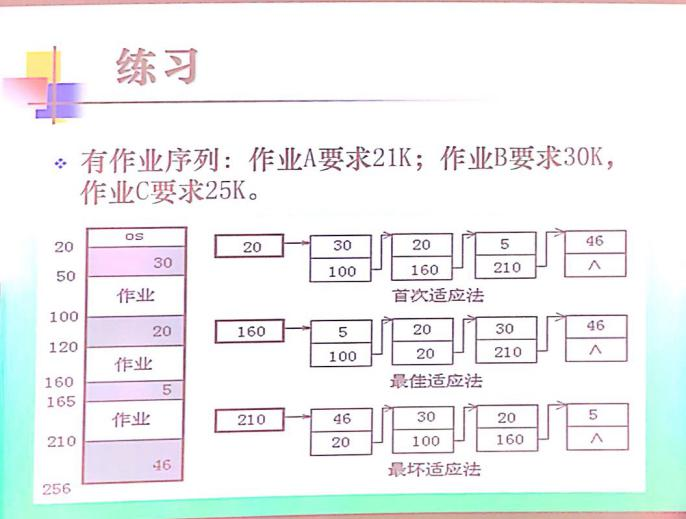 练习
有作业序列：作业A要求21K；作业B要求30K，
作业C要求25K。
os
20
30
50
作业
100
20
120
作业
160
5
165
作业
210
46
256
20 30 20 5 46
100 160 210 ∧
首次适应法
160 5 20 30 46
100 20 210 ∧
最佳适应法
210 46 30 20 5
20 100 160 ∧
最坏适应法